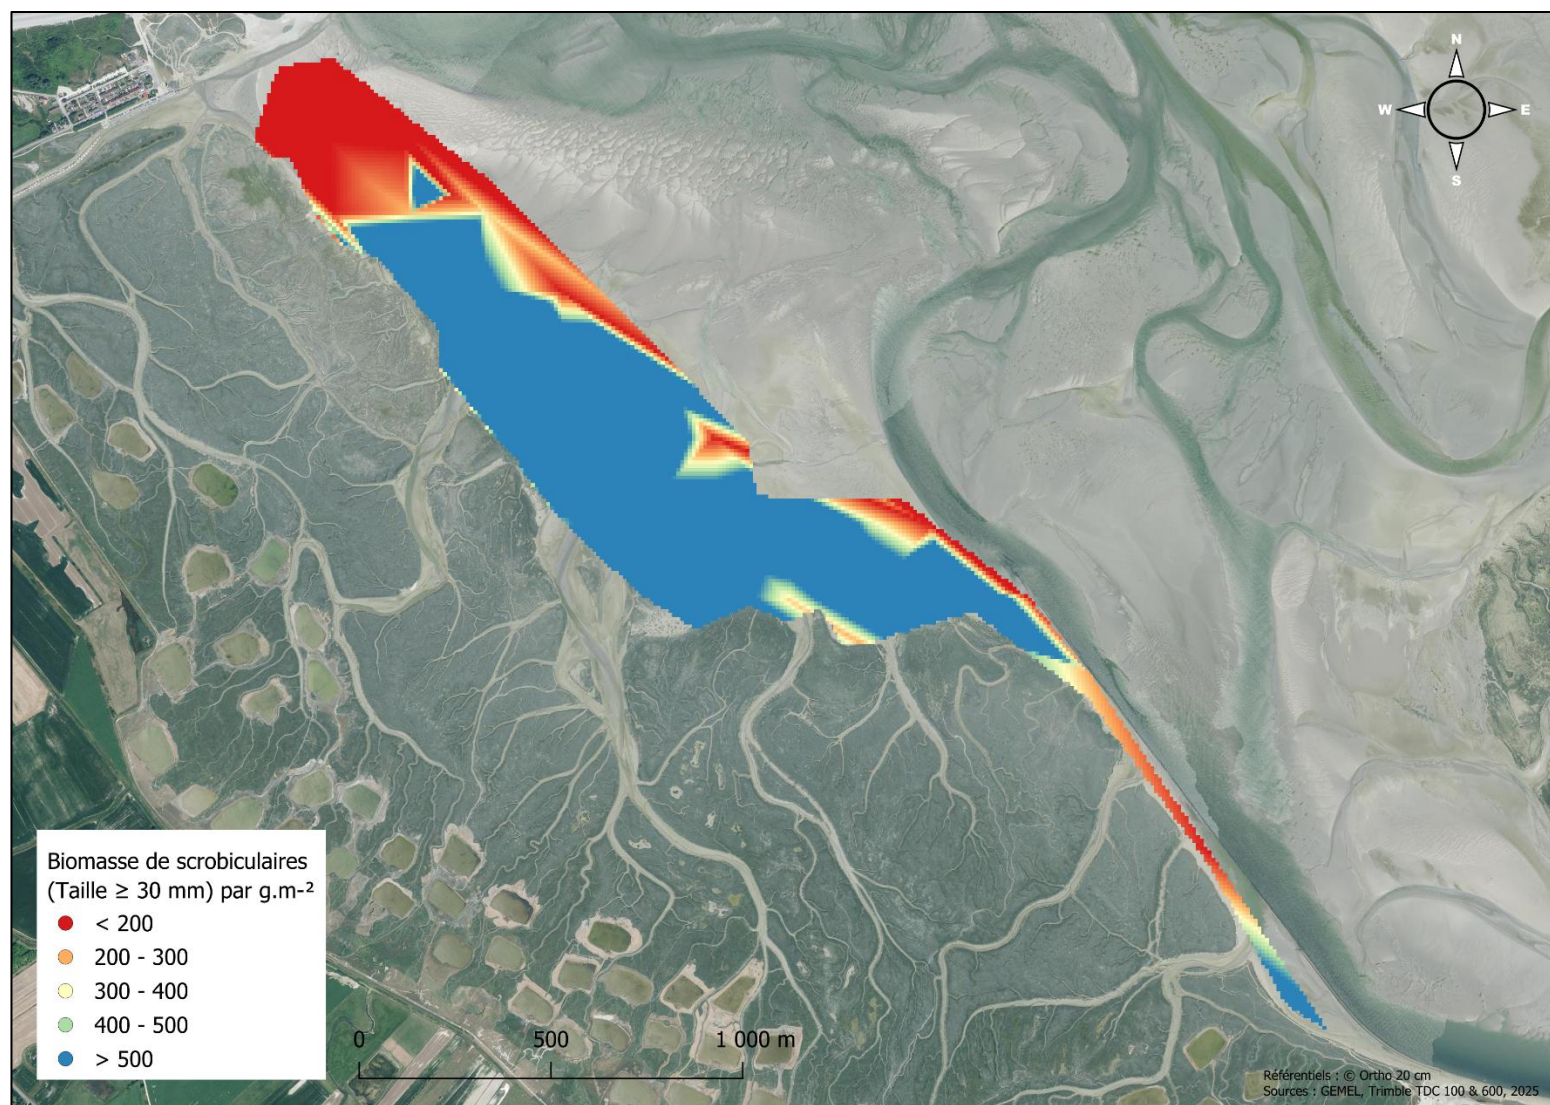 N
W E
S
Biomasse de scrobiculaires
(Taille ≥ 30 mm) par g.m-²
< 200
200 - 300
300 - 400
400 - 500
> 500
0 500 1 000 m
Référentiels : © Ortho 20 cm
Sources : GEMEL, Trimble TDC 100 & 600, 2025